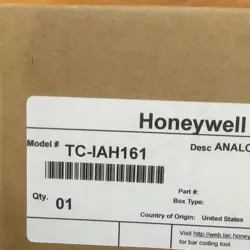 Honeywell
Model # TC-IAH161 Desc ANALO
Qty. 01
Part #:
Box Type:
Country of Origin: United States
Visit http://web.iac.honey
for bar coding tool